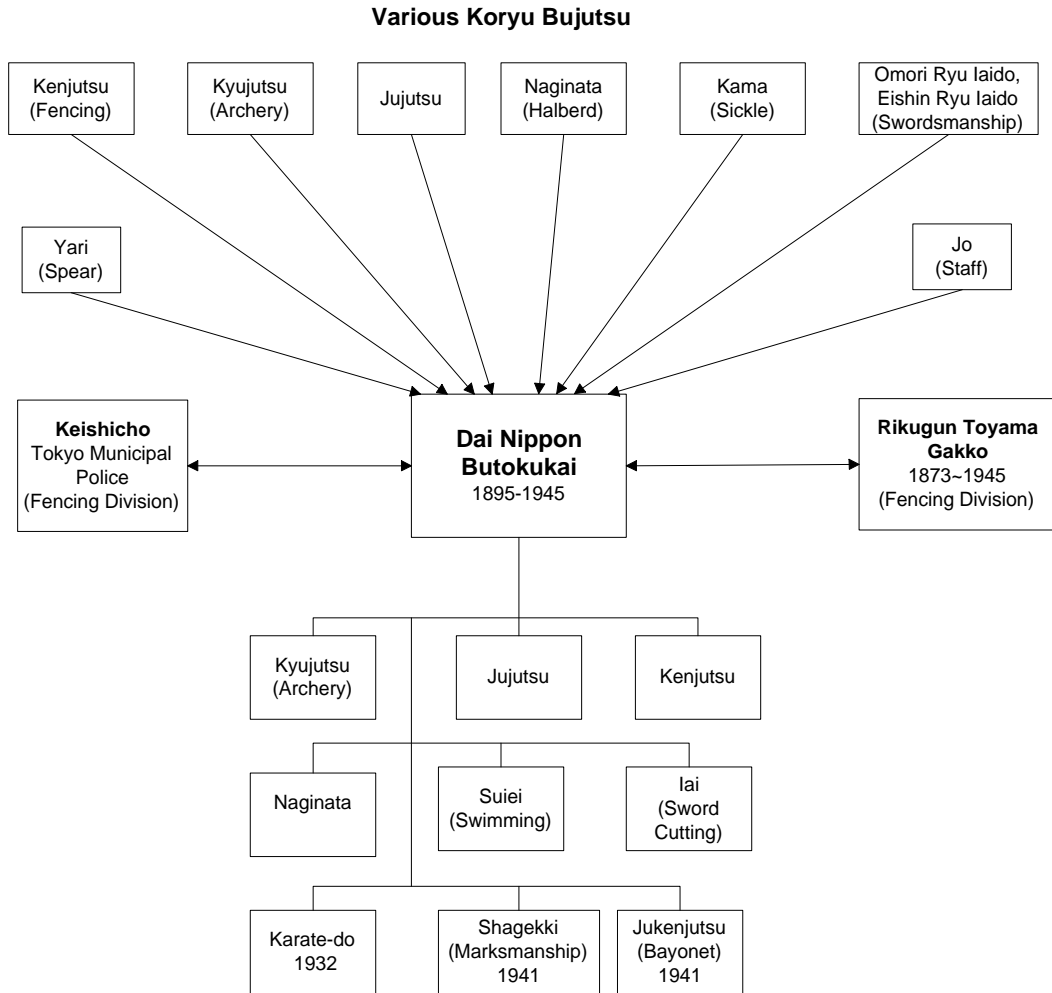 Various Koryu Bujutsu
Kenjutsu
(Fencing)
Kyujutsu
(Archery)
Jujutsu
Naginata
(Halberd)
Kama
(Sickle)
Omori Ryu Iaido,
Eishin Ryu Iaido
(Swordsmanship)
Yari
(Spear)
Jo
(Staff)
Keishicho
Tokyo Municipal
Police
(Fencing Division)
Dai Nippon
Butokukai
1895-1945
Rikugun Toyama
Gakko
1873~1945
(Fencing Division)
Kyujutsu
(Archery)
Jujutsu
Kenjutsu
Naginata
Suiei
(Swimming)
Iai
(Sword
Cutting)
Karate-do
1932
Shagekki
(Marksmanship)
1941
Jukenjutsu
(Bayonet)
1941